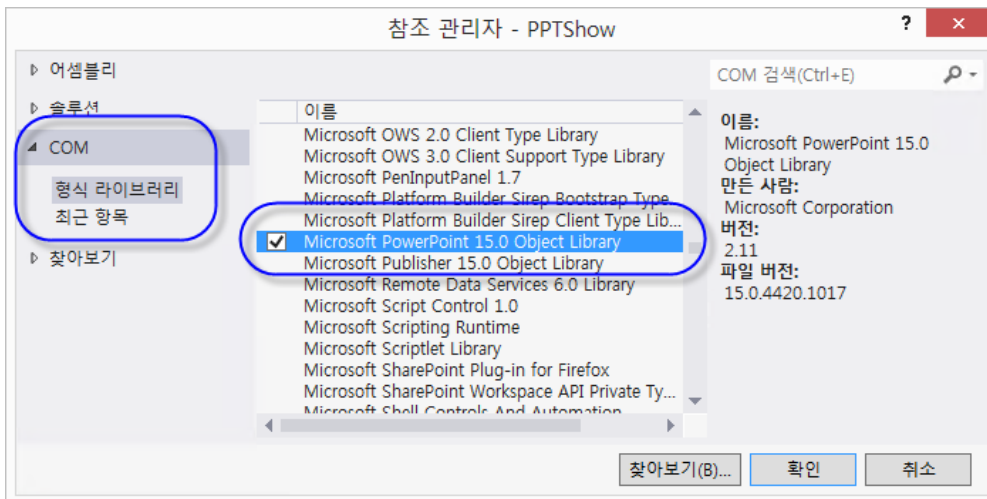 참조 관리자 - PPTShow
? ×
▷ 어셈블리
▷ 솔루션
◢ COM
형식 라이브러리
최근 항목
▷ 찾아보기
이름
Microsoft OWS 2.0 Client Type Library
Microsoft OWS 3.0 Client Support Type Library
Microsoft PenInputPanel 1.7
Microsoft Platform Builder Sirep Bootstrap Type...
Microsoft Platform Builder Sirep Client Type Lib...
Microsoft PowerPoint 15.0 Object Library
Microsoft Publisher 15.0 Object Library
Microsoft Remote Data Services 6.0 Library
Microsoft Script Control 1.0
Microsoft Scripting Runtime
Microsoft Scriptlet Library
Microsoft SharePoint Plug-in for Firefox
Microsoft SharePoint Workspace API Private Ty...
Microsoft Shell Controls And Automation
COM 검색(Ctrl+E)
이름:
Microsoft PowerPoint 15.0
Object Library
만든 사람:
Microsoft Corporation
버전:
2.11
파일 버전:
15.0.4420.1017
찾아보기(B)...
확인
취소